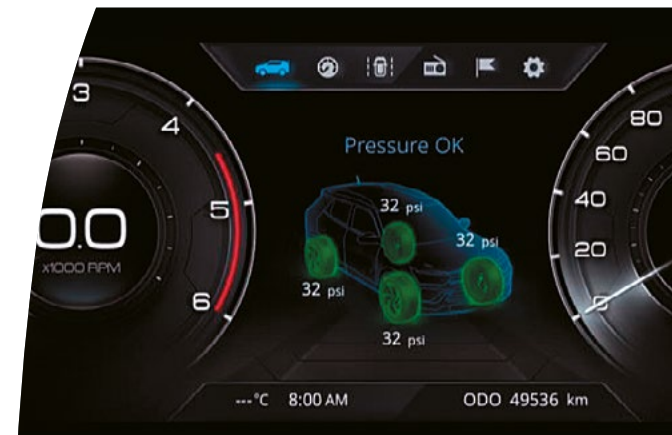 3
4
5
6
0.0
x1000 RPM
Pressure OK
32 psi
32 psi
32 psi
32 psi
80
60
40
20
0
---°C 8:00 AM ODO 49536 km